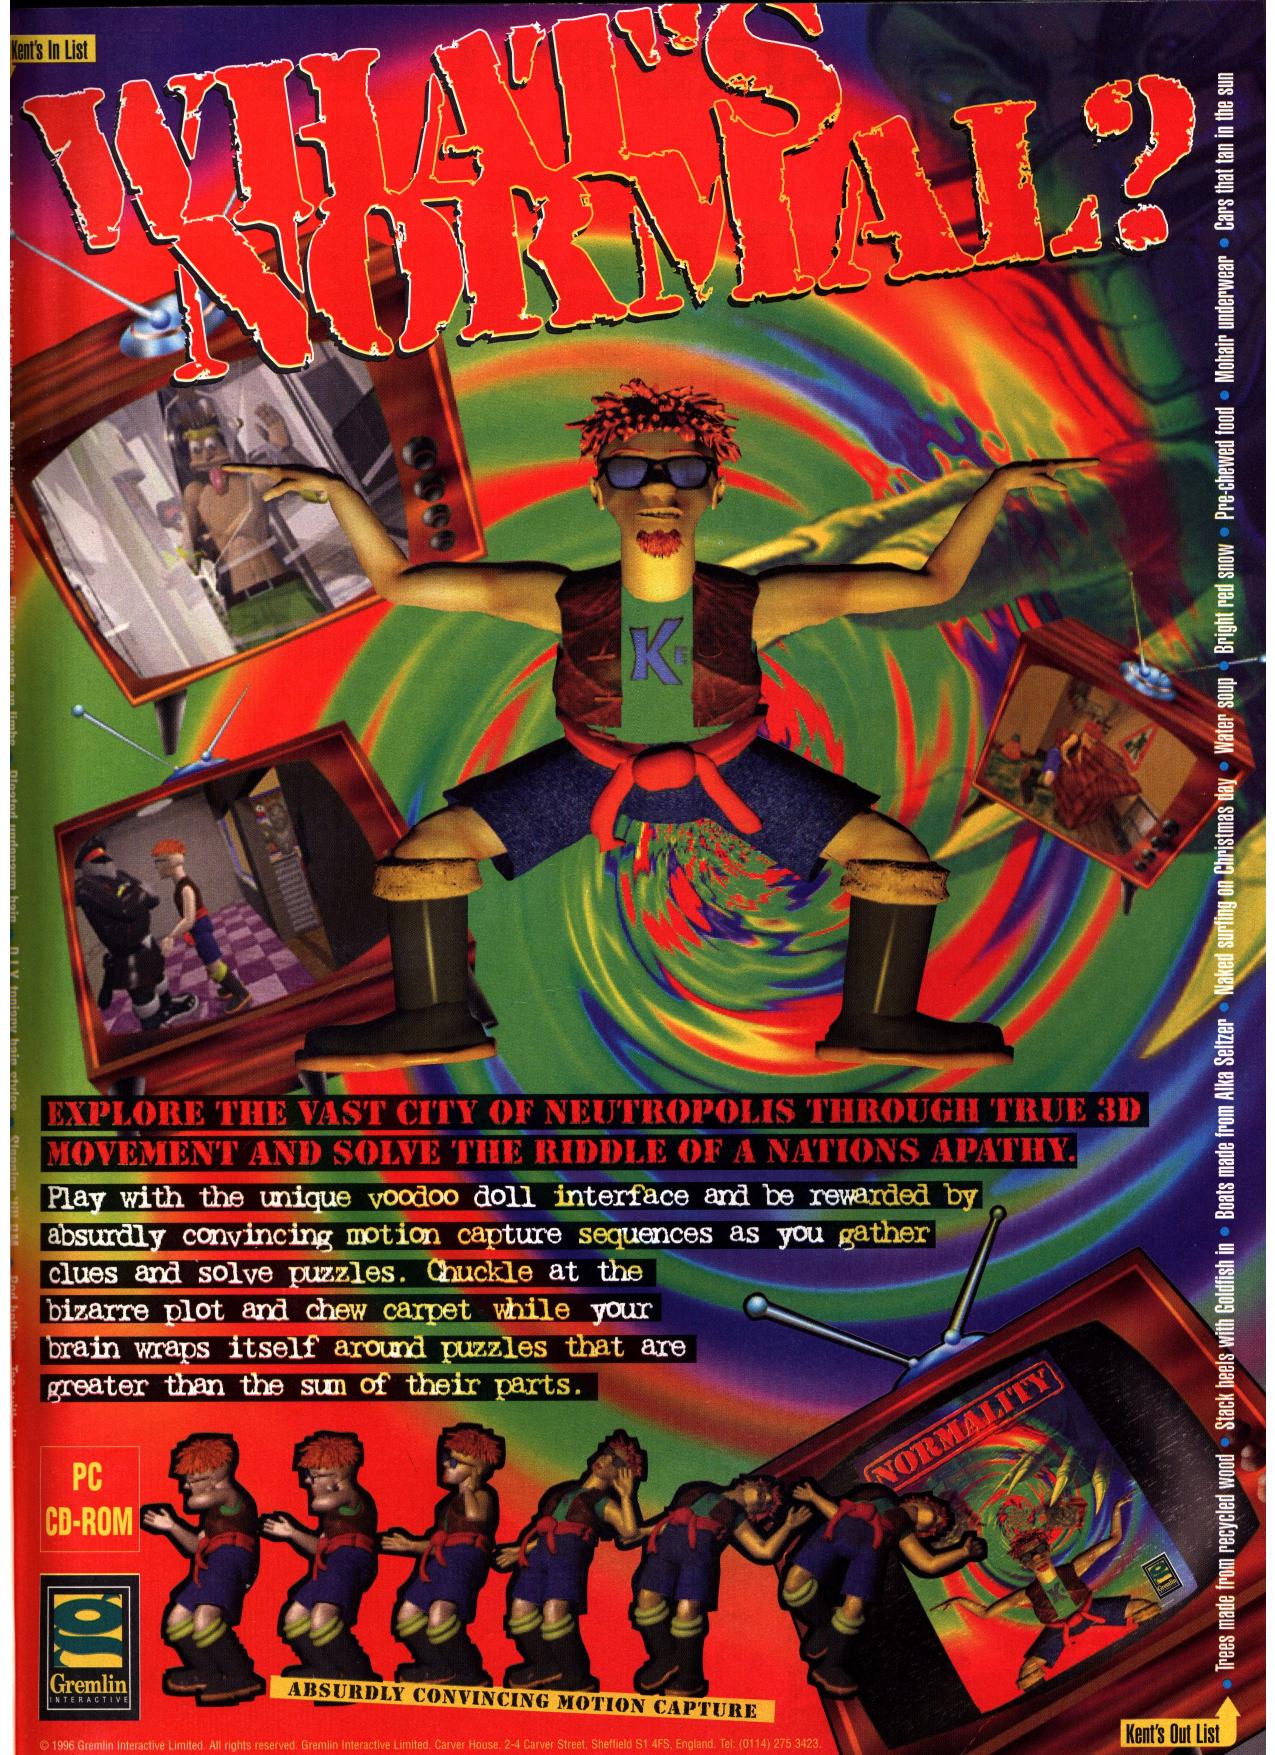 Kent's In List
WHAT'S
NORMAL?
K
EXPLORE THE VAST CITY OF NEUTROPOLIS THROUGH TRUE 3D
MOVEMENT AND SOLVE THE RIDDLE OF A NATIONS APATHY.
Play with the unique voodoo doll interface and be rewarded by
absurdly convincing motion capture sequences as you gather
clues and solve puzzles. Chuckle at the
bizarre plot and chew carpet while your
brain wraps itself around puzzles that are
greater than the sum of their parts.
PC
CD-ROM
Gremlin
INTERACTIVE
ABSURDLY CONVINCING MOTION CAPTURE
NORMALITY
Gremlin
© 1996 Gremlin Interactive Limited. All rights reserved. Gremlin Interactive Limited, Carver House, 2-4 Carver Street, Sheffield S1 4FS, England. Tel: (0114) 275 3423.
Kent's Out List
• Trees made from recycled wood • Stack heels with Goldfish in • Boats made from Alka Seltzer • Naked surfing on Christmas day • Water soup • Bright red snow • Pre-chewed food • Mohair underwear • Cars that tan in the sun